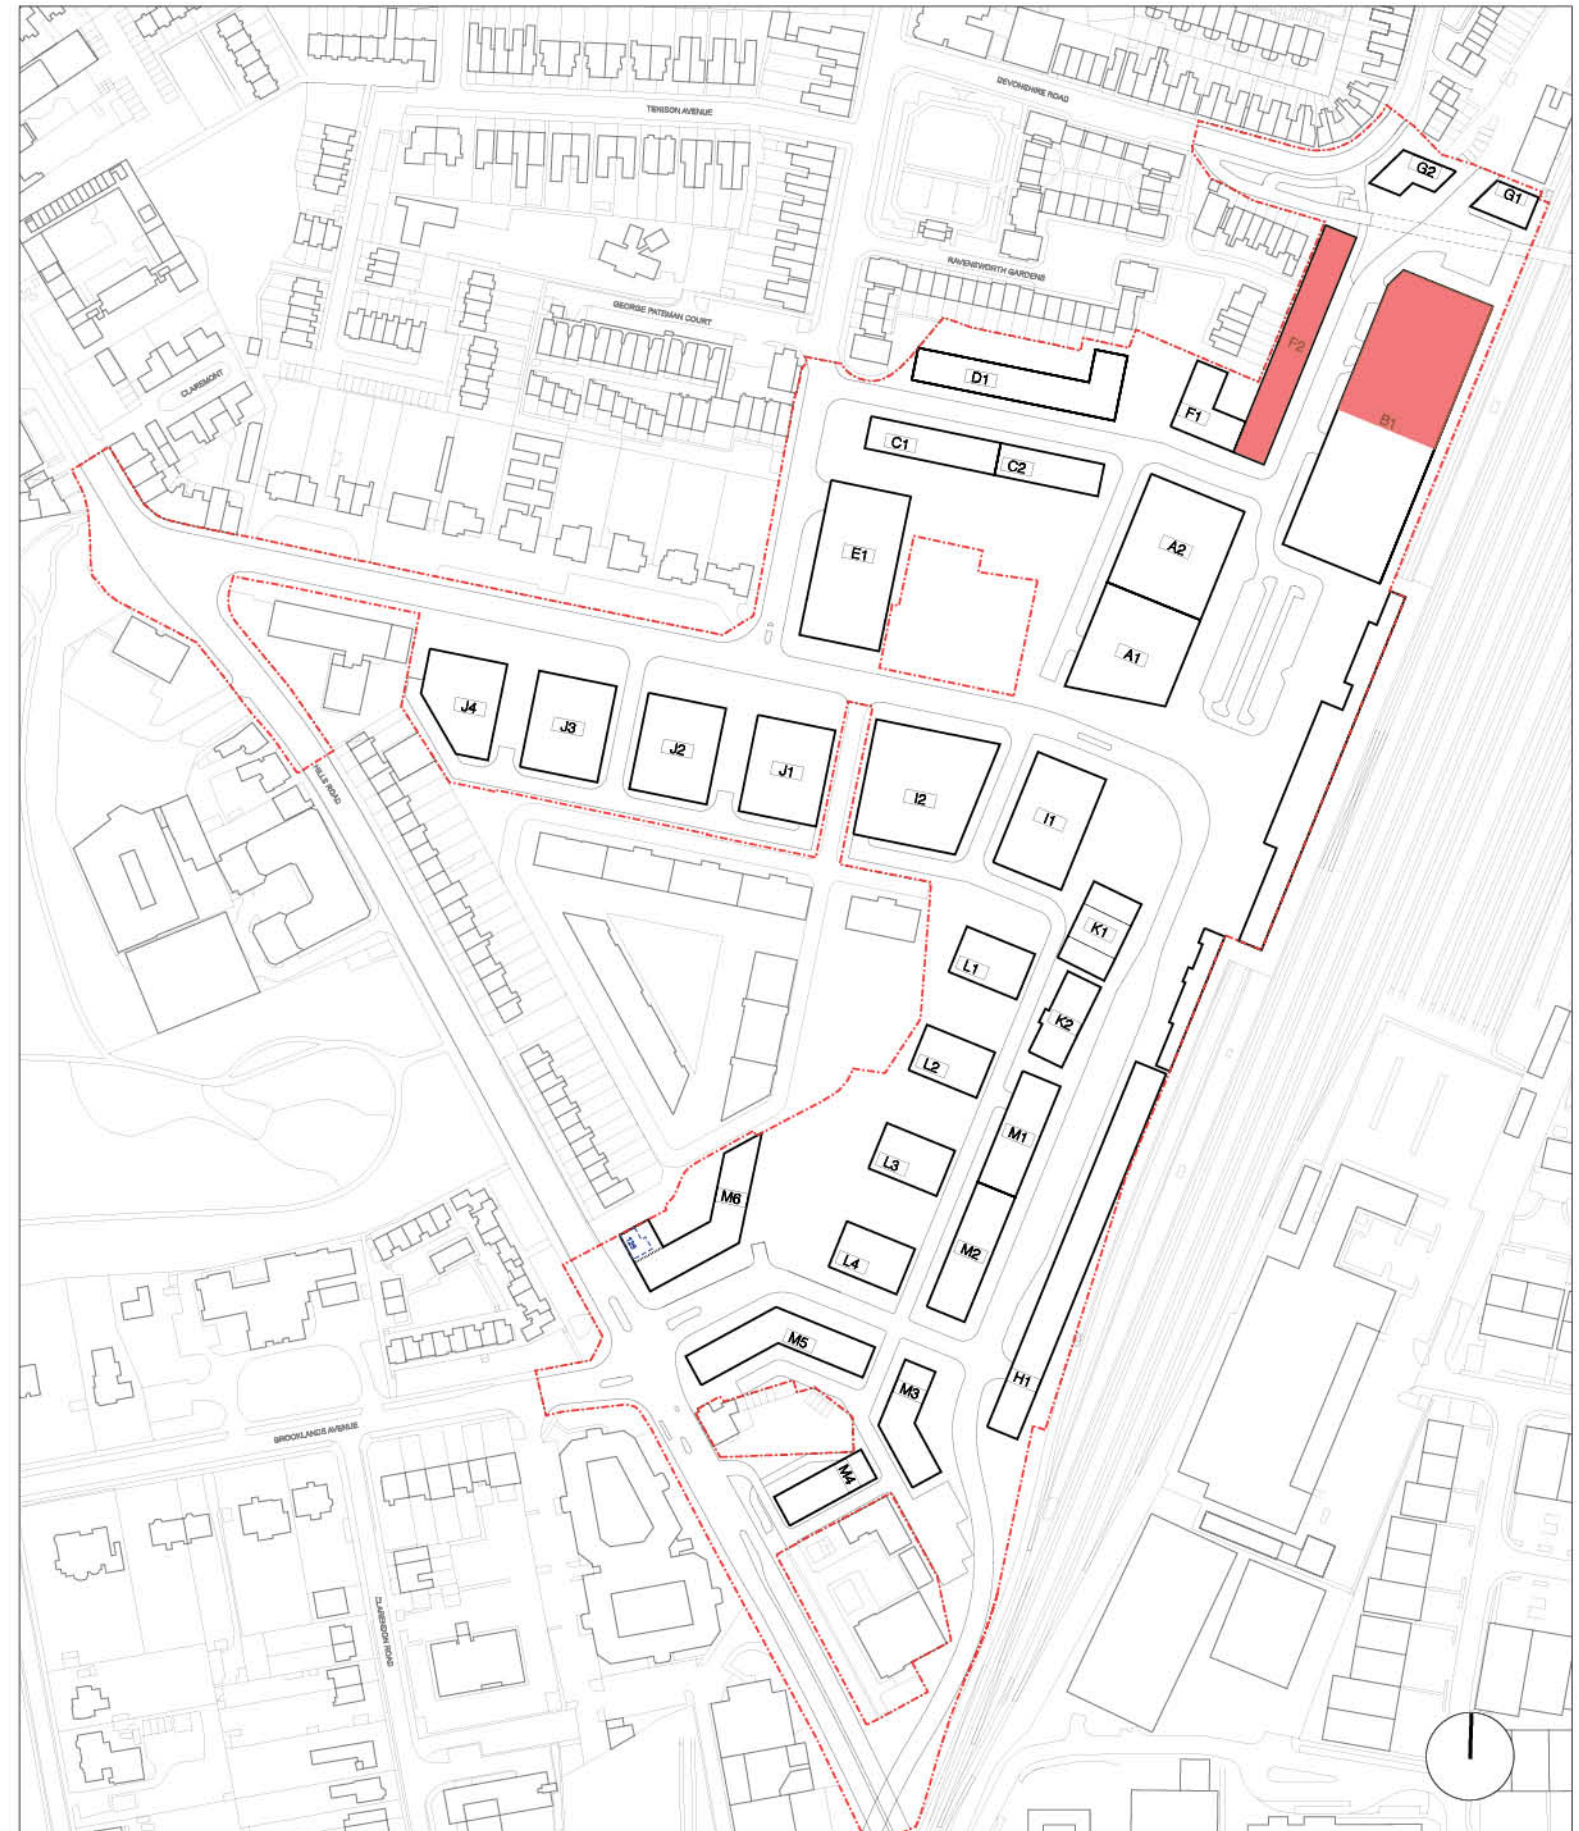 DEVONSHIRE ROAD
TENISON AVENUE
G2
G1
RAVENSWORTH GARDENS
GEORGE PATEMAN COURT
F2
D1
CLAREMONT
F1
B1
C1
C2
A2
E1
A1
J4
J3
J2
J1
I2
I1
HILLS ROAD
K1
L1
K2
L2
M1
L3
M6
M2
L4
M5
H1
M3
BROOKLANDS AVENUE
M4
CLARENDON ROAD